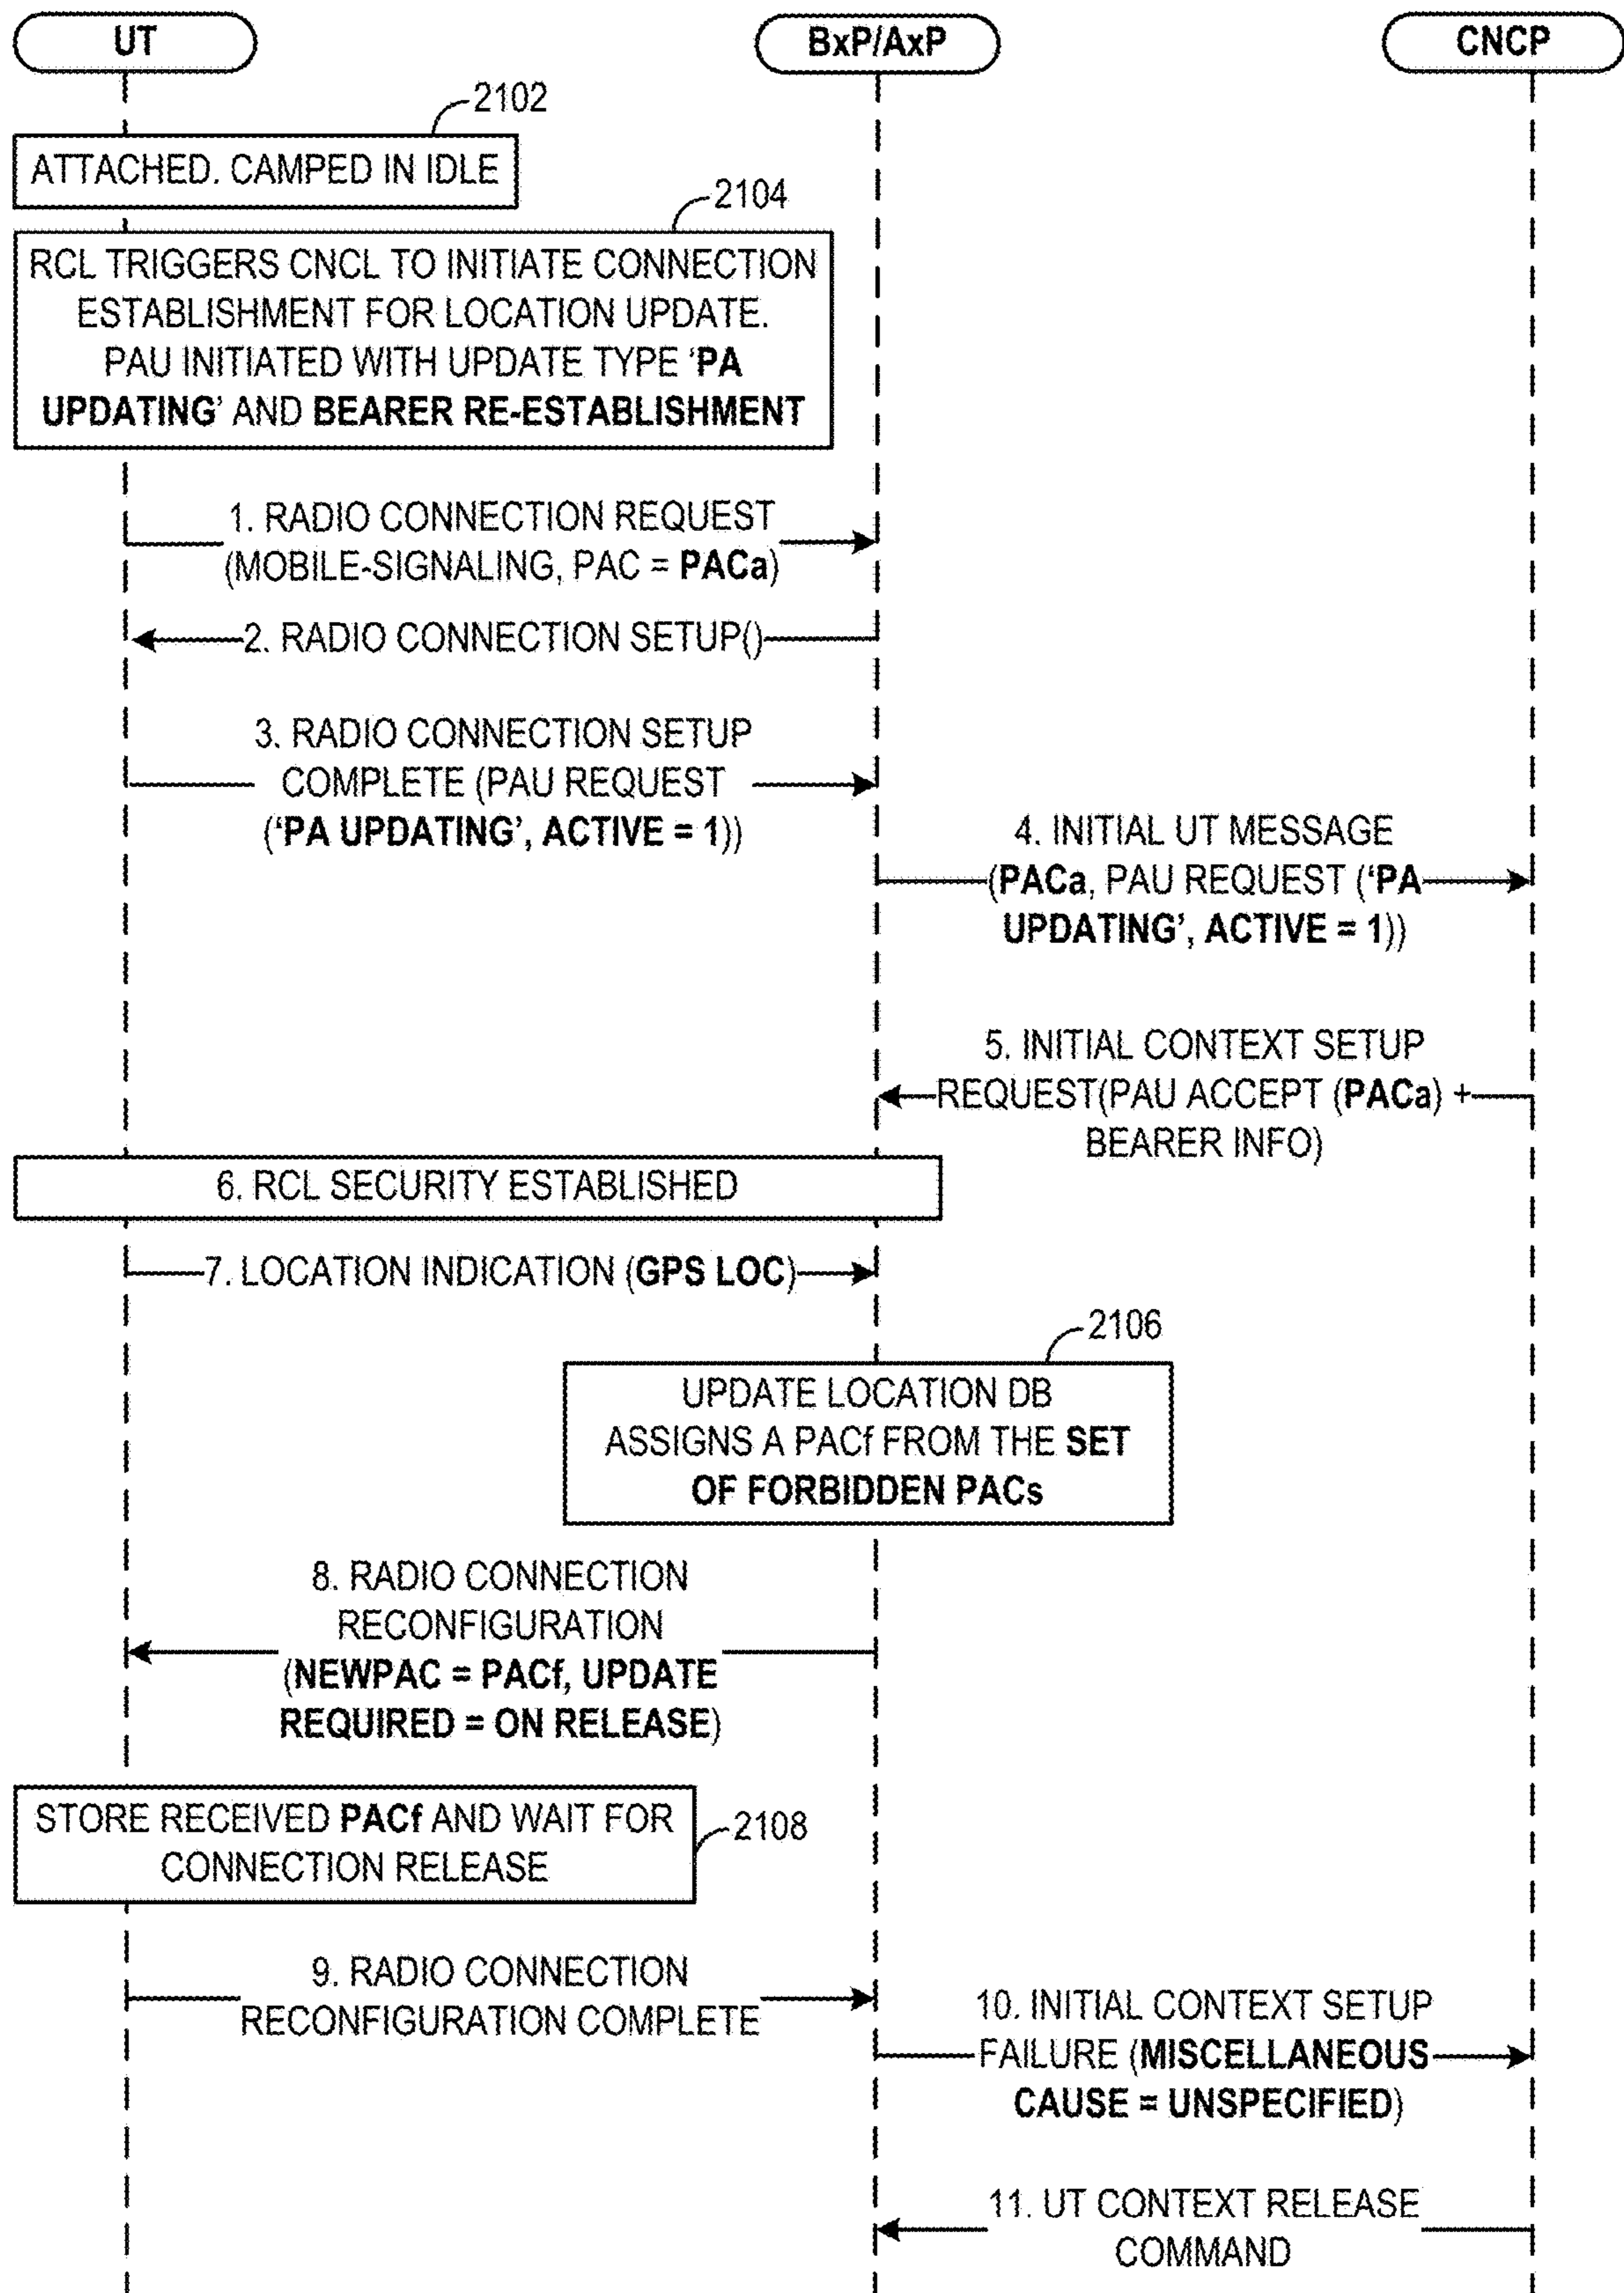 UT
BxP/AxP
CNCP
2102
ATTACHED. CAMPED IN IDLE
2104
RCL TRIGGERS CNCL TO INITIATE CONNECTION
ESTABLISHMENT FOR LOCATION UPDATE.
PAU INITIATED WITH UPDATE TYPE ‘PA
UPDATING’ AND BEARER RE-ESTABLISHMENT
1. RADIO CONNECTION REQUEST
(MOBILE-SIGNALING, PAC = PACa)
2. RADIO CONNECTION SETUP()
3. RADIO CONNECTION SETUP
COMPLETE (PAU REQUEST
(‘PA UPDATING’, ACTIVE = 1))
4. INITIAL UT MESSAGE
(PACa, PAU REQUEST (‘PA
UPDATING’, ACTIVE = 1))
5. INITIAL CONTEXT SETUP
REQUEST(PAU ACCEPT (PACa) +
BEARER INFO)
6. RCL SECURITY ESTABLISHED
7. LOCATION INDICATION (GPS LOC)
2106
UPDATE LOCATION DB
ASSIGNS A PACf FROM THE SET
OF FORBIDDEN PACs
8. RADIO CONNECTION
RECONFIGURATION
(NEWPAC = PACf, UPDATE
REQUIRED = ON RELEASE)
STORE RECEIVED PACf AND WAIT FOR
CONNECTION RELEASE
2108
9. RADIO CONNECTION
RECONFIGURATION COMPLETE
10. INITIAL CONTEXT SETUP
FAILURE (MISCELLANEOUS
CAUSE = UNSPECIFIED)
11. UT CONTEXT RELEASE
COMMAND